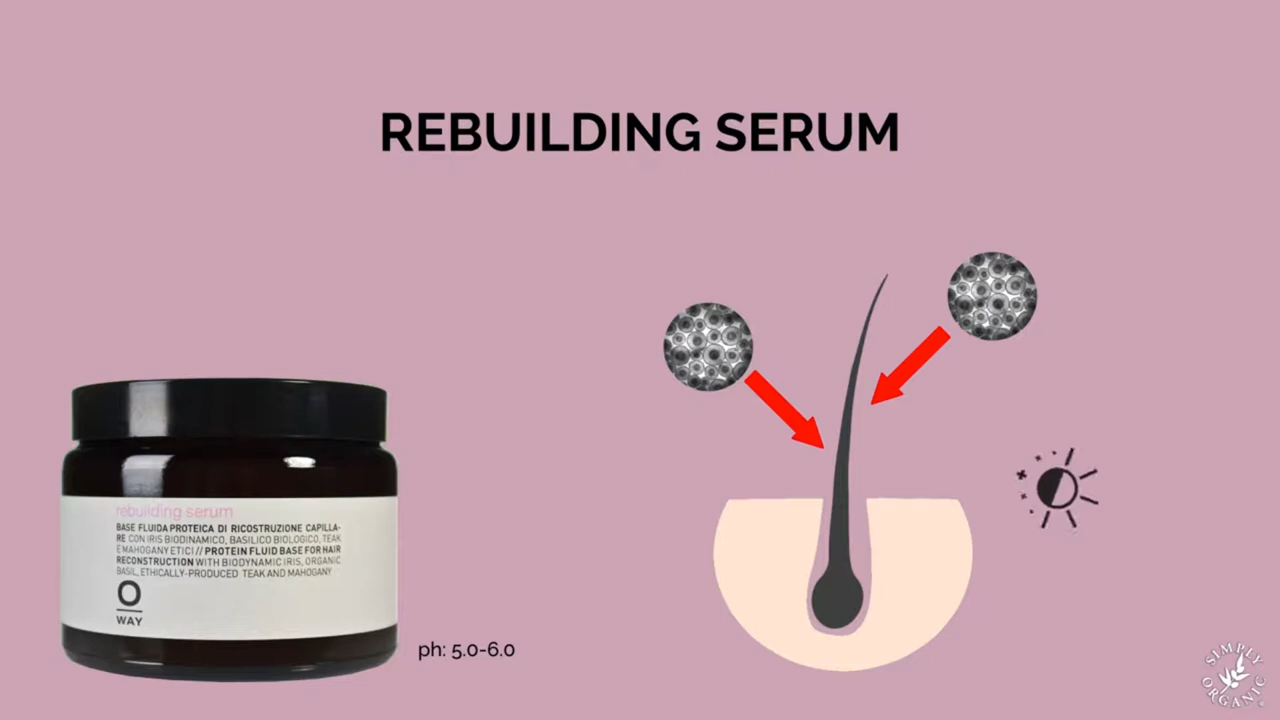 REBUILDING SERUM
rebuilding serum
BASE FLUIDA PROTEICA DI RICOSTRUZIONE CAPILLA-
RE CON IRIS BIODINAMICO, BASILICO BIOLOGICO, TEAK
E MAHOGANY ETICI // PROTEIN FLUID BASE FOR HAIR
RECONSTRUCTION WITH BIODYNAMIC IRIS, ORGANIC
BASIL, ETHICALLY-PRODUCED TEAK AND MAHOGANY
O
WAY
ph: 5.0-6.0
SIMPLY
ORGANIC